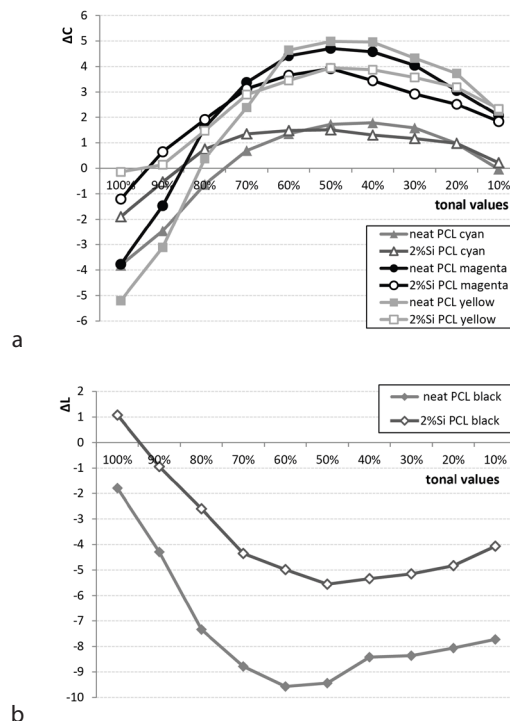 ΔC
6
5
4
3
2
1
0
-1
-2
-3
-4
-5
-6
100% 90% 80% 70% 60% 50% 40% 30% 20% 10%
tonal values
neat PCL cyan
2%Si PCL cyan
neat PCL magenta
2%Si PCL magenta
neat PCL yellow
2%Si PCL yellow
a
ΔL
2
1
0
-1
-2
-3
-4
-5
-6
-7
-8
-9
-10
100% 90% 80% 70% 60% 50% 40% 30% 20% 10%
tonal values
neat PCL black
2%Si PCL black
b